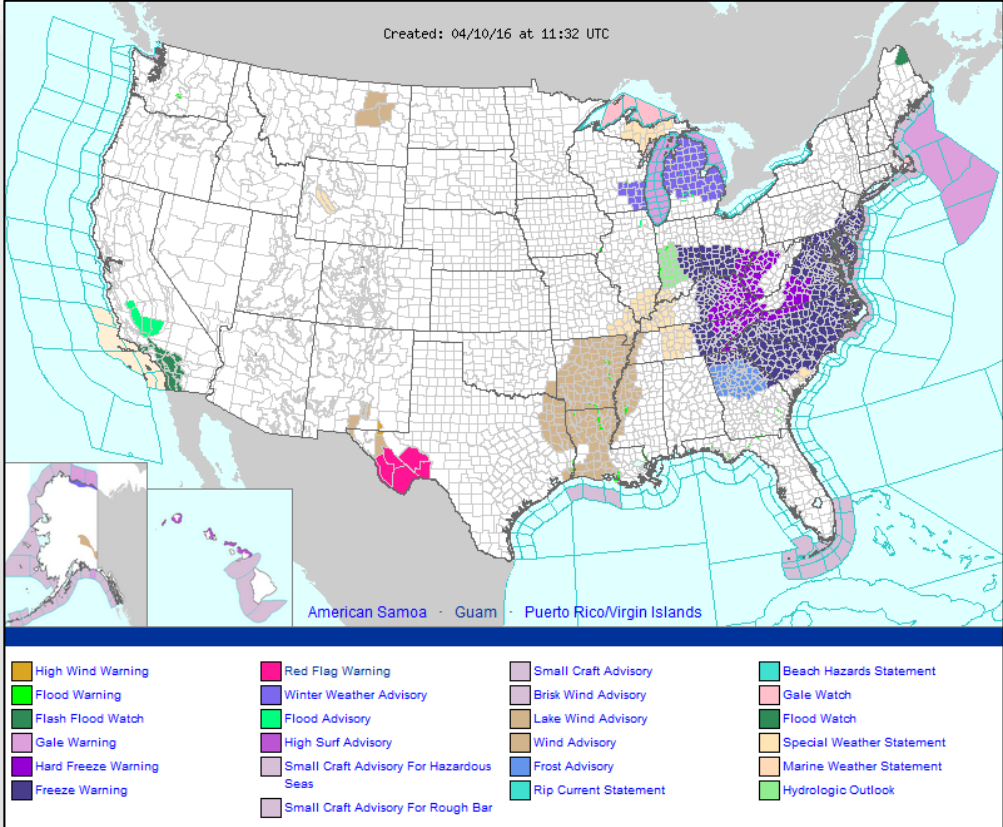 Created: 04/10/16 at 11:32 UTC
American Samoa · Guam · Puerto Rico/Virgin Islands
High Wind Warning
Flood Warning
Flash Flood Watch
Gale Warning
Hard Freeze Warning
Freeze Warning
Red Flag Warning
Winter Weather Advisory
Flood Advisory
High Surf Advisory
Small Craft Advisory For Hazardous
Seas
Small Craft Advisory For Rough Bar
Small Craft Advisory
Brisk Wind Advisory
Lake Wind Advisory
Wind Advisory
Frost Advisory
Rip Current Statement
Beach Hazards Statement
Gale Watch
Flood Watch
Special Weather Statement
Marine Weather Statement
Hydrologic Outlook